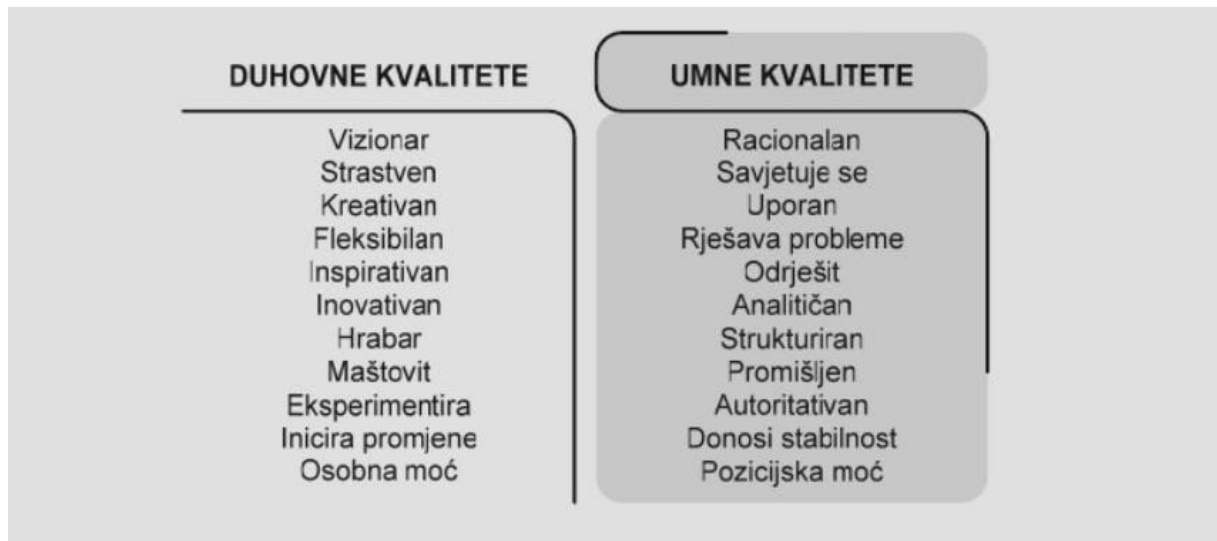 DUHOVNE KVALITETE
Vizionar
Strastven
Kreativan
Fleksibilan
Inspirativan
Inovativan
Hrabar
Maštovit
Eksperimentira
Inicira promjene
Osobna moć
UMNE KVALITETE
Racionalan
Savjetuje se
Uporan
Rješava probleme
Odrješit
Analitičan
Strukturiran
Promišljen
Autoritativan
Donosi stabilnost
Pozicijska moć